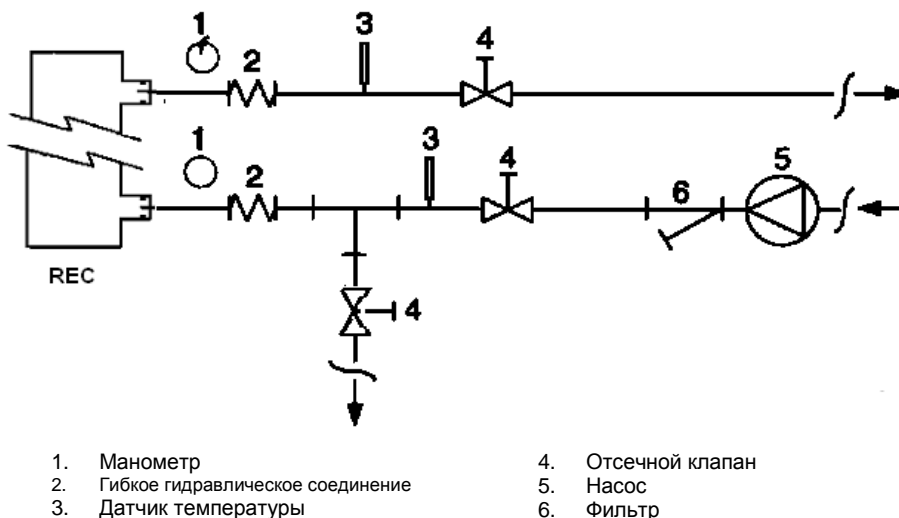 1
2
3
4
1
2
3
4
6
5
REC
4
1. Манометр
2. Гибкое гидравлическое соединение
3. Датчик температуры
4. Отсечной клапан
5. Насос
6. Фильтр